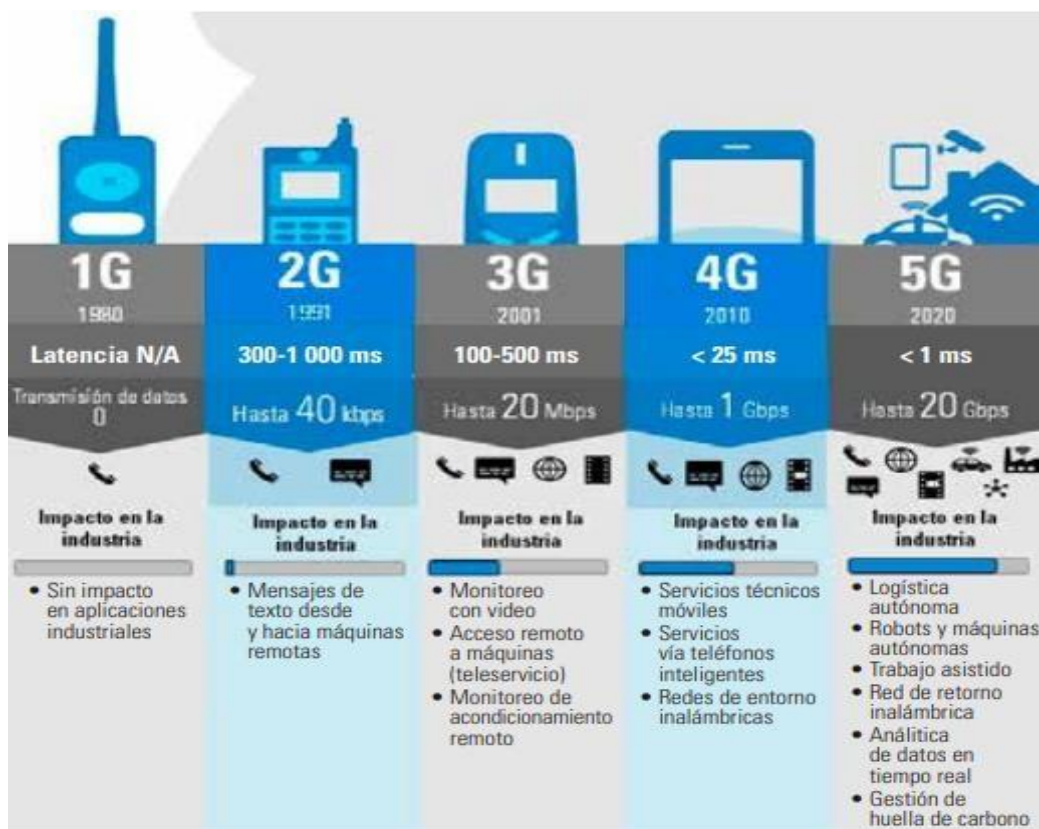 1G
1980
Latencia N/A
Transmisión de datos
0
Impacto en la
industria
• Sin impacto
en aplicaciones
industriales
2G
1991
300-1 000 ms
Hasta 40 kbps
Impacto en la
industria
• Mensajes de
texto desde
y hacia máquinas
remotas
3G
2001
100-500 ms
Hasta 20 Mbps
Impacto en la
industria
• Monitoreo
con video
• Acceso remoto
a máquinas
(teleservicio)
• Monitoreo de
acondicionamiento
remoto
4G
2010
< 25 ms
Hasta 1 Gbps
Impacto en la
industria
• Servicios técnicos
móviles
• Servicios
vía teléfonos
inteligentes
• Redes de entorno
inalámbricas
5G
2020
< 1 ms
Hasta 20 Gbps
Impacto en la
industria
• Logística
autónoma
• Robots y máquinas
autónomas
• Trabajo asistido
• Red de retorno
inalámbrica
• Análitica
de datos en
tiempo real
• Gestión de
huella de carbono